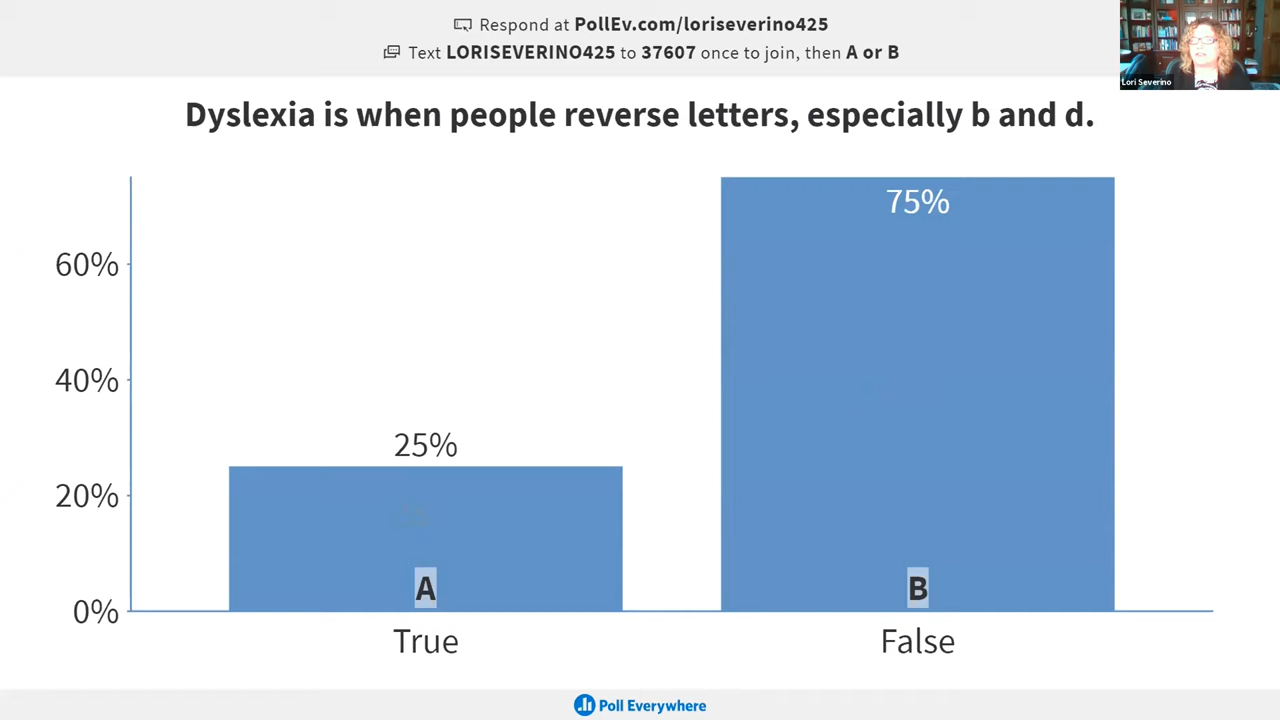 Respond at PollEv.com/loriseverino425
Text LORISEVERINO425 to 37607 once to join, then A or B
Lori Severino
Dyslexia is when people reverse letters, especially b and d.
75%
60%
40%
25%
20%
A
B
0%
True
False
Poll Everywhere